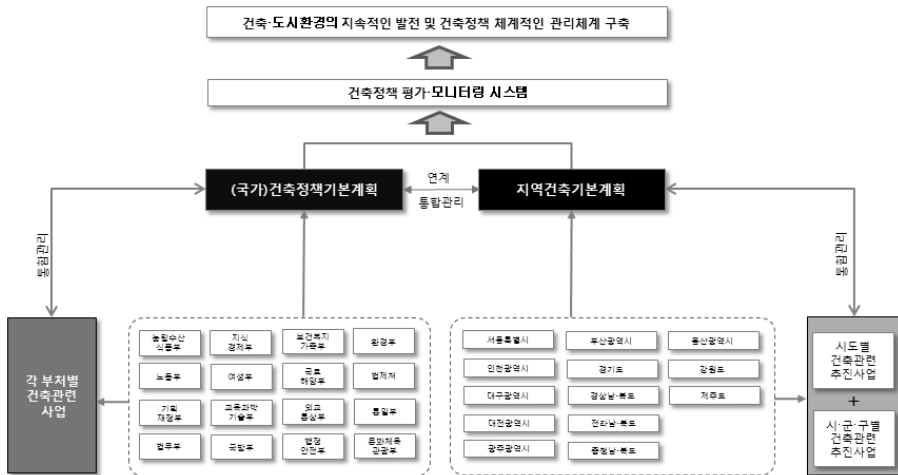 건축·도시환경의 지속적인 발전 및 건축정책 체계적인 관리체계 구축
건축정책 평가·모니터링 시스템
(국가)건축정책기본계획
연계
통합관리
지역건축기본계획
통합관리
통합관리
각 부처별
건축관련
사업
농림수산
식품부
지식
경제부
보건복지
가족부
환경부
노동부
여성부
국토
해양부
법제처
기획
재정부
교육과학
기술부
외교
통상부
통일부
법무부
국방부
행정
안전부
문화체육
관광부
서울특별시
부산광역시
울산광역시
인천광역시
경기도
강원도
대구광역시
경상남·북도
제주도
대전광역시
전라남·북도
광주광역시
충청남·북도
시도별
건축관련
추진사업
+
시·군·구별
건축관련
추진사업